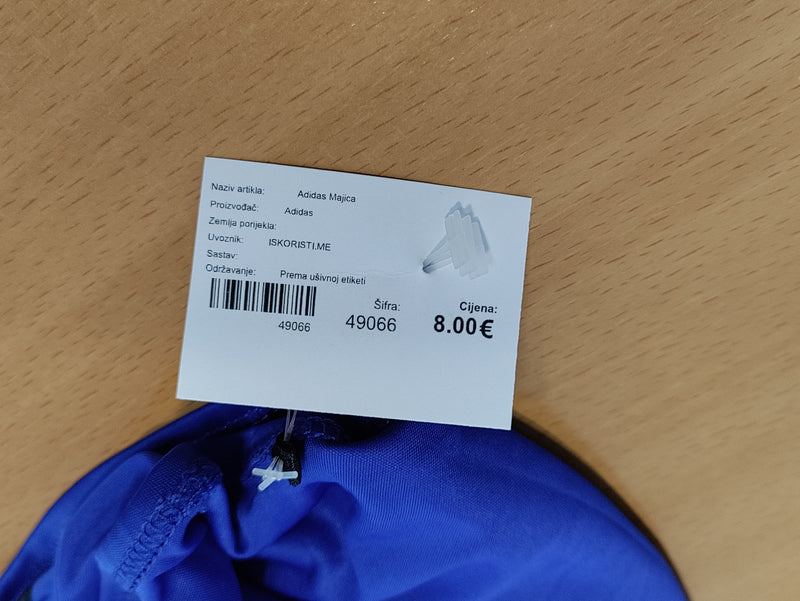 Naziv artikla: Adidas Majica
Proizvođač: Adidas
Zemlja porijekla:
Uvoznik: ISKORISTI.ME
Sastav:
Održavanje: Prema ušivnoj etiketi
49066
Šifra:
49066
Cijena:
8.00€